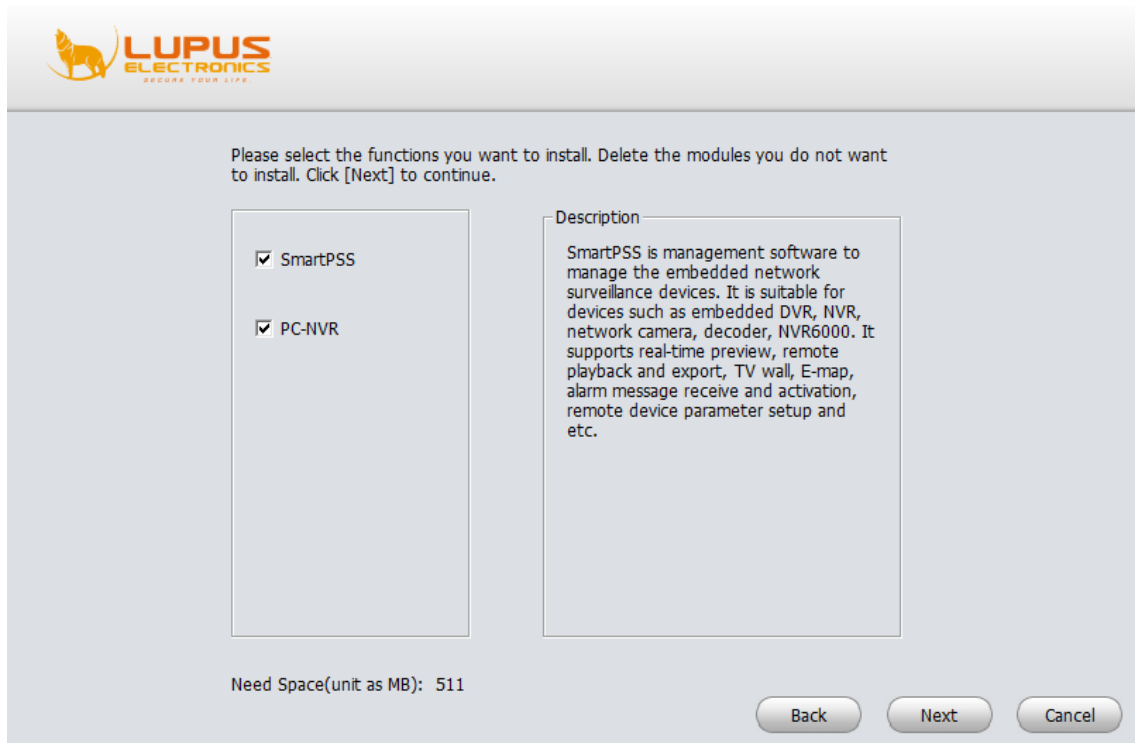 LUPUS
ELECTRONICS
SECURE YOUR LIFE.
Please select the functions you want to install. Delete the modules you do not want
to install. Click [Next] to continue.
SmartPSS
PC-NVR
Description
SmartPSS is management software to
manage the embedded network
surveillance devices. It is suitable for
devices such as embedded DVR, NVR,
network camera, decoder, NVR6000. It
supports real-time preview, remote
playback and export, TV wall, E-map,
alarm message receive and activation,
remote device parameter setup and
etc.
Need Space(unit as MB): 511
Back Next Cancel